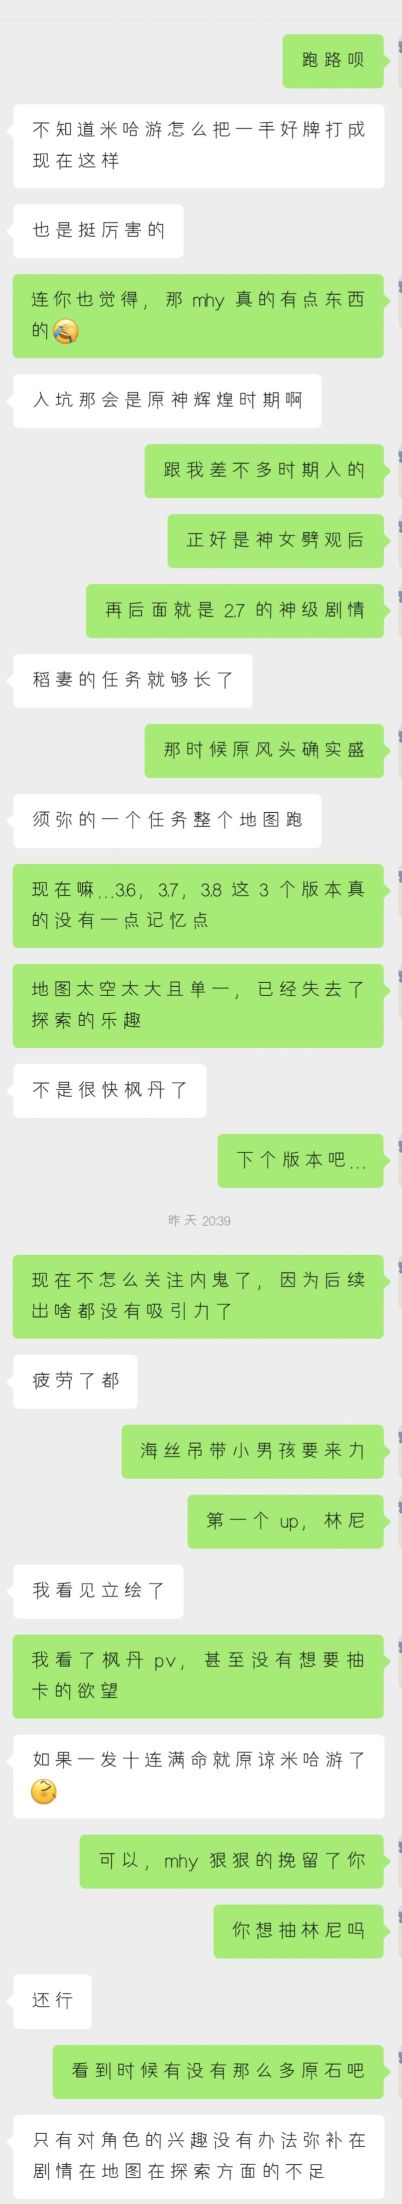 跑路呗
不知道米哈游怎么把一手好牌打成
现在这样
也是挺厉害的
连你也觉得，那 mhy 真的有点东西
的
入坑那会是原神辉煌时期啊
跟我差不多时期入的
正好是神女劈观后
再后面就是 2.7 的神级剧情
稻妻的任务就够长了
那时候原风头确实盛
须弥的一个任务整个地图跑
现在嘛...3.6，3.7，3.8 这 3 个版本真
的没有一点记忆点
地图太空太大且单一，已经失去了
探索的乐趣
不是很快枫丹了
下个版本吧...
昨天 20:39
现在不怎么关注内鬼了，因为后续
出啥都没有吸引力了
疲劳了都
海丝吊带小男孩要来力
第一个 up，林尼
我看见立绘了
我看了枫丹 pv，甚至没有想要抽
卡的欲望
如果一发十连满命就原谅米哈游了
可以，mhy 狠狠的挽留了你
你想抽林尼吗
还行
看到时候有没有那么多原石吧
只有对角色的兴趣没有办法弥补在
剧情在地图在探索方面的不足